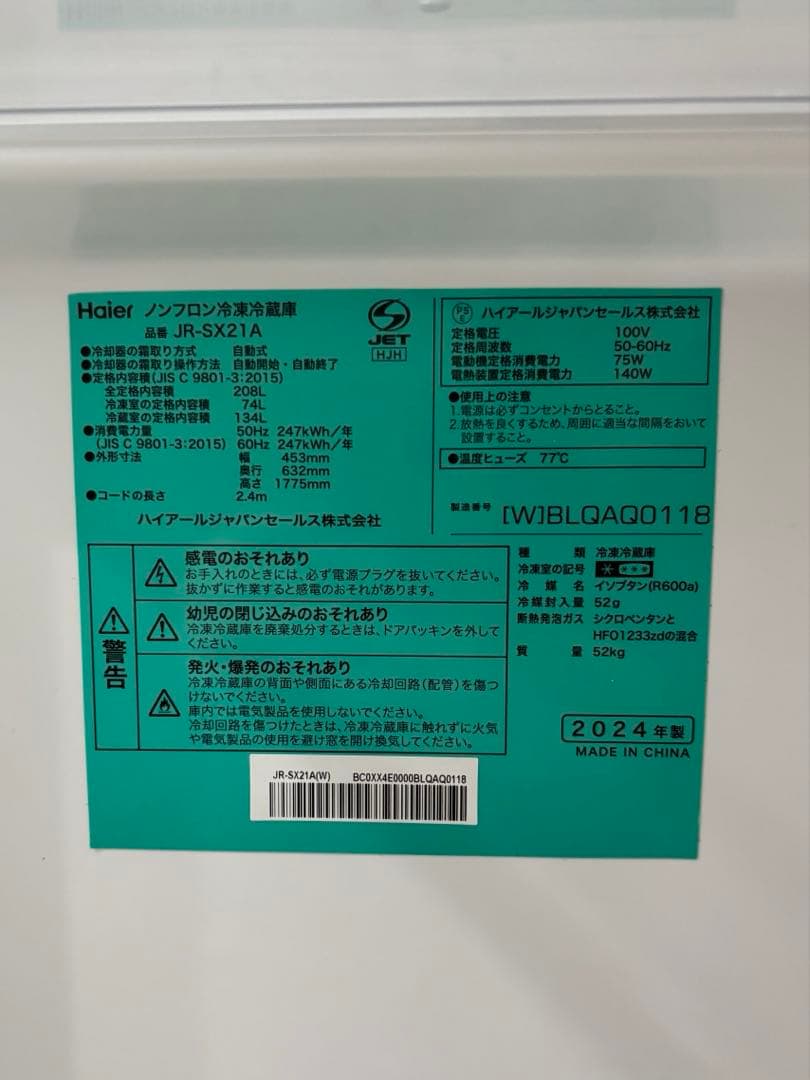 Haier ノンフロン冷凍冷蔵庫
品番 JR-SX21A
●冷却器の霜取り方式 自動式
●冷却器の霜取り操作方法 自動開始・自動終了
●定格内容積(JIS C 9801-3:2015)
全定格内容積 208L
冷凍室の定格内容積 74L
冷蔵室の定格内容積 134L
●消費電力量 50Hz 247kWh/年
(JIS C 9801-3:2015) 60Hz 247kWh/年
●外形寸法 幅 453mm
奥行 632mm
高さ 1775mm
●コードの長さ 2.4m
ハイアールジャパンセールス株式会社
S
JET
HJH
PS
E
ハイアールジャパンセールス株式会社
定格電圧 100V
定格周波数 50-60Hz
電動機定格消費電力 75W
電熱装置定格消費電力 140W
●使用上の注意
1.電源は必ずコンセントからとること。
2.放熱を良くするため、周囲に適当な間隔をおいて
設置すること。
●温度ヒューズ 77℃
製造番号 [W]BLQAQ0118
警告
感電のおそれあり
お手入れのときには、必ず電源プラグを抜いてください。
抜かずに作業すると感電のおそれがあります。
幼児の閉じ込みのおそれあり
冷凍冷蔵庫を廃棄処分するときは、ドアパッキンを外して
ください。
発火・爆発のおそれあり
冷凍冷蔵庫の背面や側面にある冷却回路(配管)を傷つ
けないでください。
庫内では電気製品を使用しないでください。
冷却回路を傷つけたときは、冷凍冷蔵庫に触れずに火気
や電気製品の使用を避け窓を開け換気してください。
種類 冷凍冷蔵庫
冷凍室の記号
冷媒名 イソブタン(R600a)
冷媒封入量 52g
断熱発泡ガス シクロペンタンと
HFO1233zdの混合
質量 52kg
2024年製
MADE IN CHINA
JR-SX21A(W) BC0XX4E0000BLQAQ0118